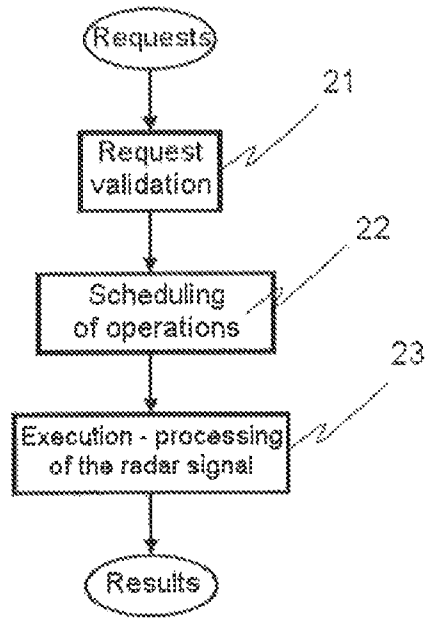 Requests
21
Request
validation
22
Scheduling
of operations
23
Execution - processing
of the radar signal
Results